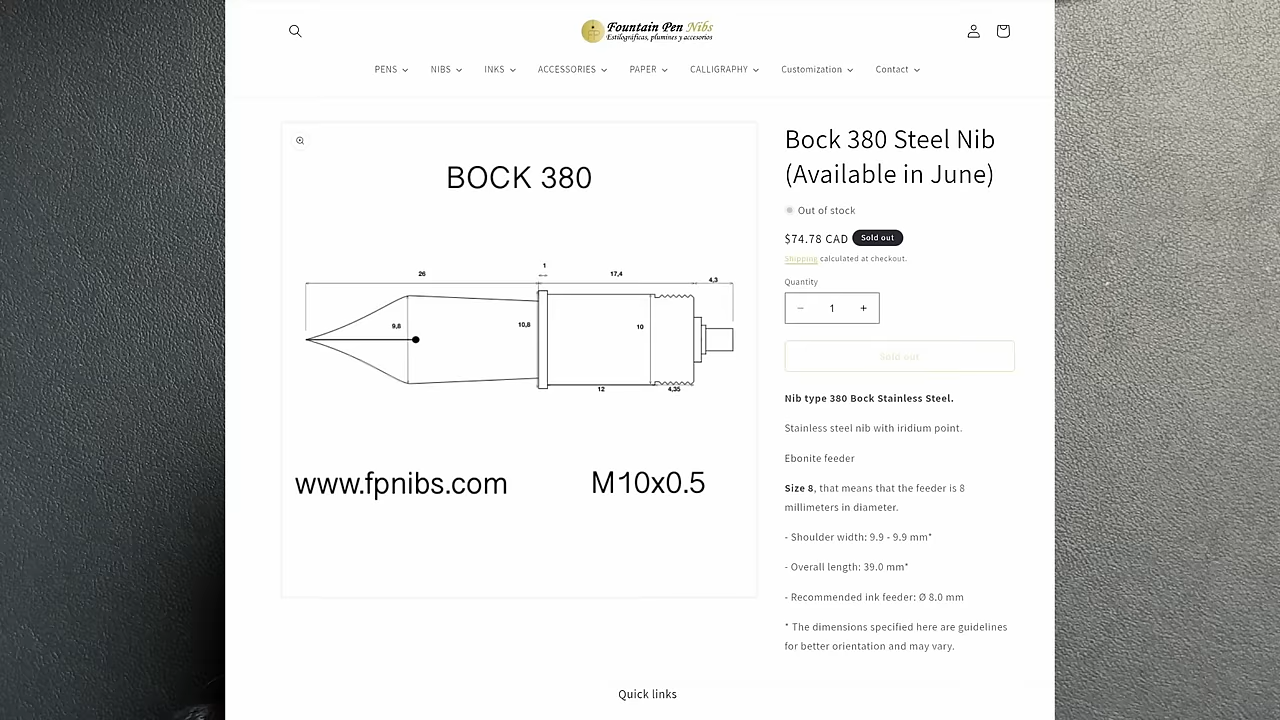 Fountain Pen Nibs
Estilográficas, plumines y accesorios
PENS NIBS INKS ACCESSORIES PAPER CALLIGRAPHY Customization Contact
BOCK 380
26
1
17,4
4,3
9,8
10,8
10
12
4,35
www.fpnibs.com
M10x0.5
Bock 380 Steel Nib
(Available in June)
Out of stock
$74.78 CAD Sold out
Shipping calculated at checkout.
Quantity
− 1 +
Sold out
Nib type 380 Bock Stainless Steel.
Stainless steel nib with iridium point.
Ebonite feeder
Size 8, that means that the feeder is 8
millimeters in diameter.
- Shoulder width: 9.9 - 9.9 mm*
- Overall length: 39.0 mm*
- Recommended ink feeder: Ø 8.0 mm
* The dimensions specified here are guidelines
for better orientation and may vary.
Quick links